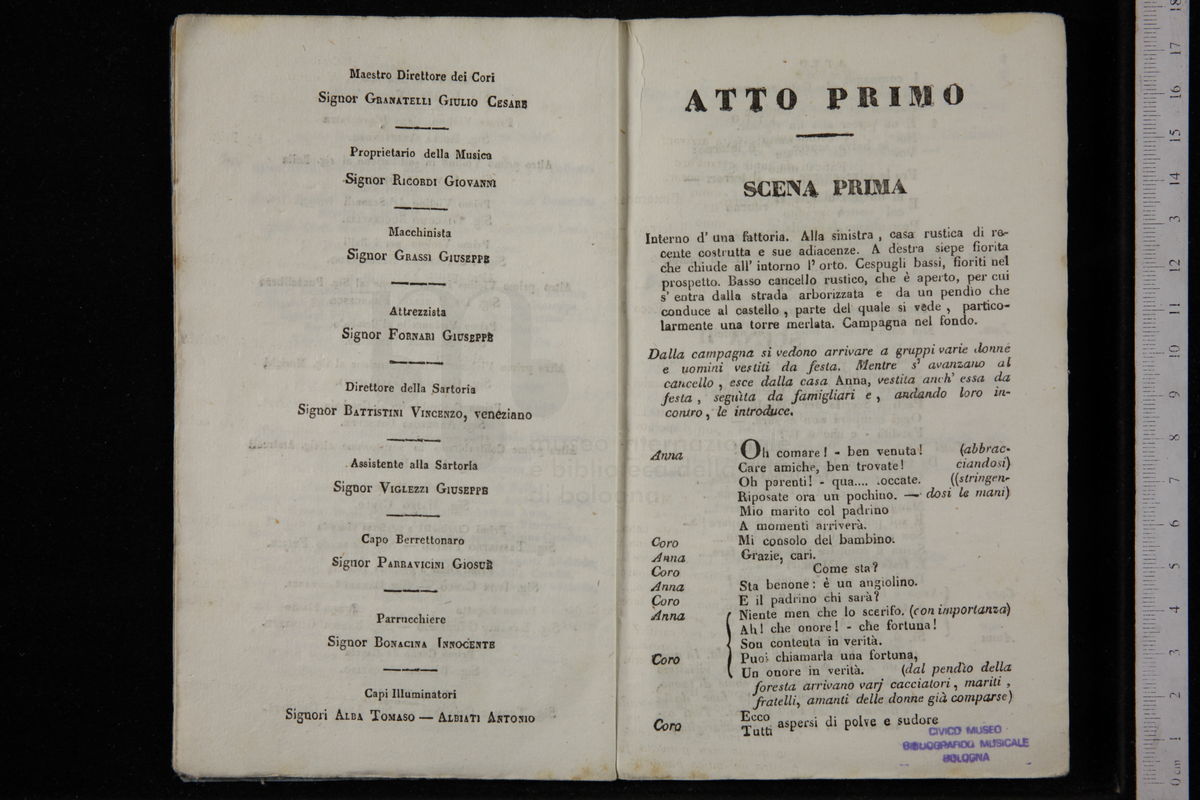 Maestro Direttore dei Cori
Signor GRANATELLI GIULIO CESARE
Proprietario della Musica
Signor RICORDI GIOVANNI
Macchinista
Signor GRASSI GIUSEPPE
Attrezzista
Signor FORNARI GIUSEPPE
Direttore della Sartoria
Signor BATTISTINI VINCENZO, veneziano
Assistente alla Sartoria
Signor VIGLEZZI GIUSEPPE
Capo Berrettonaro
Signor PARRAVICINI GIOSUÈ
Parrucchiere
Signor BONACINA INNOCENTE
Capi Illuminatori
Signori ALBA TOMASO — ALBIATI ANTONIO
ATTO PRIMO
SCENA PRIMA
Interno d' una fattoria. Alla sinistra, casa rustica di re-
cente costrutta e sue adiacenze. A destra siepe fiorita
che chiude all' intorno l' orto. Cespugli bassi, fioriti nel
prospetto. Basso cancello rustico, che è aperto, per cui
s' entra dalla strada arborizzata e da un pendìo che
conduce al castello, parte del quale si vede, partico-
larmente una torre merlata. Campagna nel fondo.
Dalla campagna si vedono arrivare a gruppi varie donne
e uomini vestiti da festa. Mentre s' avanzano al
cancello, esce dalla casa Anna, vestita anch' essa da
festa, seguìta da famigliari e, andando loro in-
contro, le introduce.
Anna Oh comare! - ben venuta! (abbrac-
Care amiche, ben trovate! ciandosi)
Oh parenti! - qua.... toccate. ((stringen-
Riposate ora un pochino. — dosi le mani)
Mio marito col padrino
A momenti arriverà.
Coro Mi consolo del bambino.
Anna Grazie, cari.
Coro Come sta?
Anna Sta benone: è un angiolino.
Coro E il padrino chi sarà?
Anna Niente men che lo scerifo. (con importanza)
Ah! che onore! - che fortuna!
Son contenta in verità.
Coro Puoi chiamarla una fortuna,
Un onore in verità. (dal pendìo della
foresta arrivano varj cacciatori, mariti,
fratelli, amanti delle donne già comparse)
Coro Ecco aspersi di polve e sudore
Tutti
CIVICO MUSEO
BIBLIOGRAFICO MUSICALE
BOLOGNA
museo internazionale
e biblioteca della
di bologna